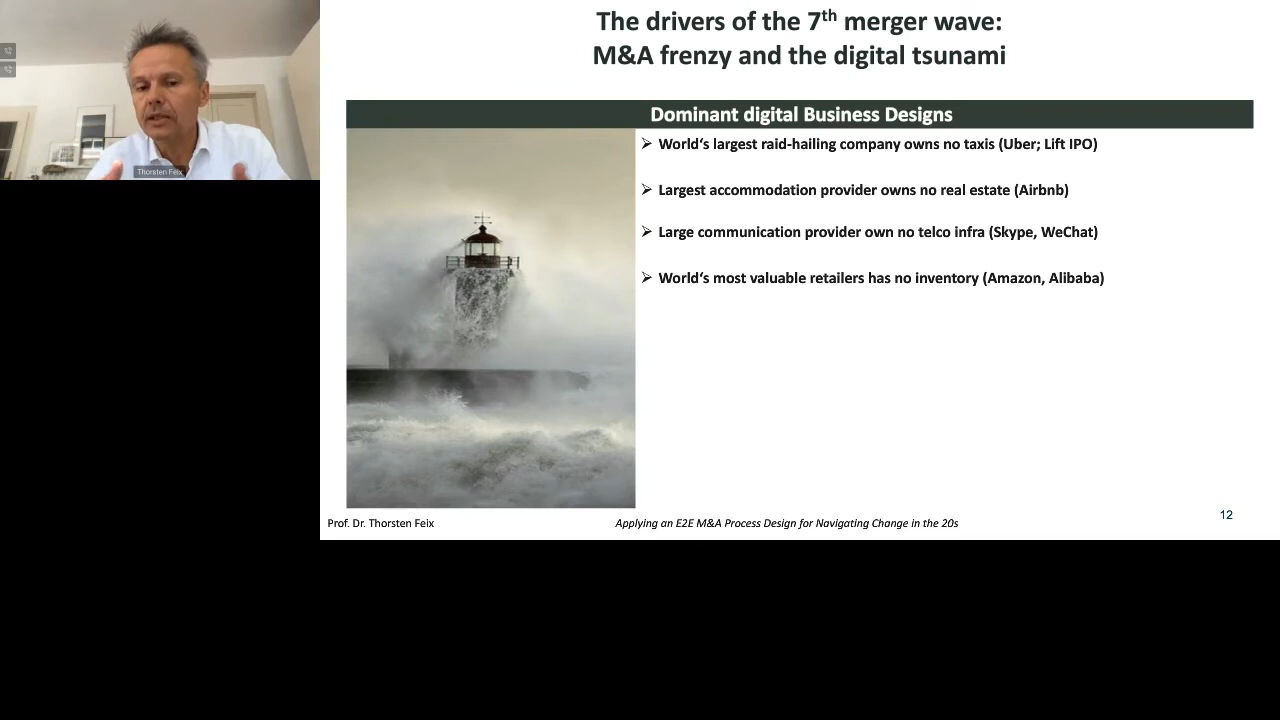 Thorsten Feix
The drivers of the 7th merger wave:
M&A frenzy and the digital tsunami
Dominant digital Business Designs
➢ World‘s largest raid-hailing company owns no taxis (Uber; Lift IPO)
➢ Largest accommodation provider owns no real estate (Airbnb)
➢ Large communication provider own no telco infra (Skype, WeChat)
➢ World‘s most valuable retailers has no inventory (Amazon, Alibaba)
Prof. Dr. Thorsten Feix
Applying an E2E M&A Process Design for Navigating Change in the 20s
12